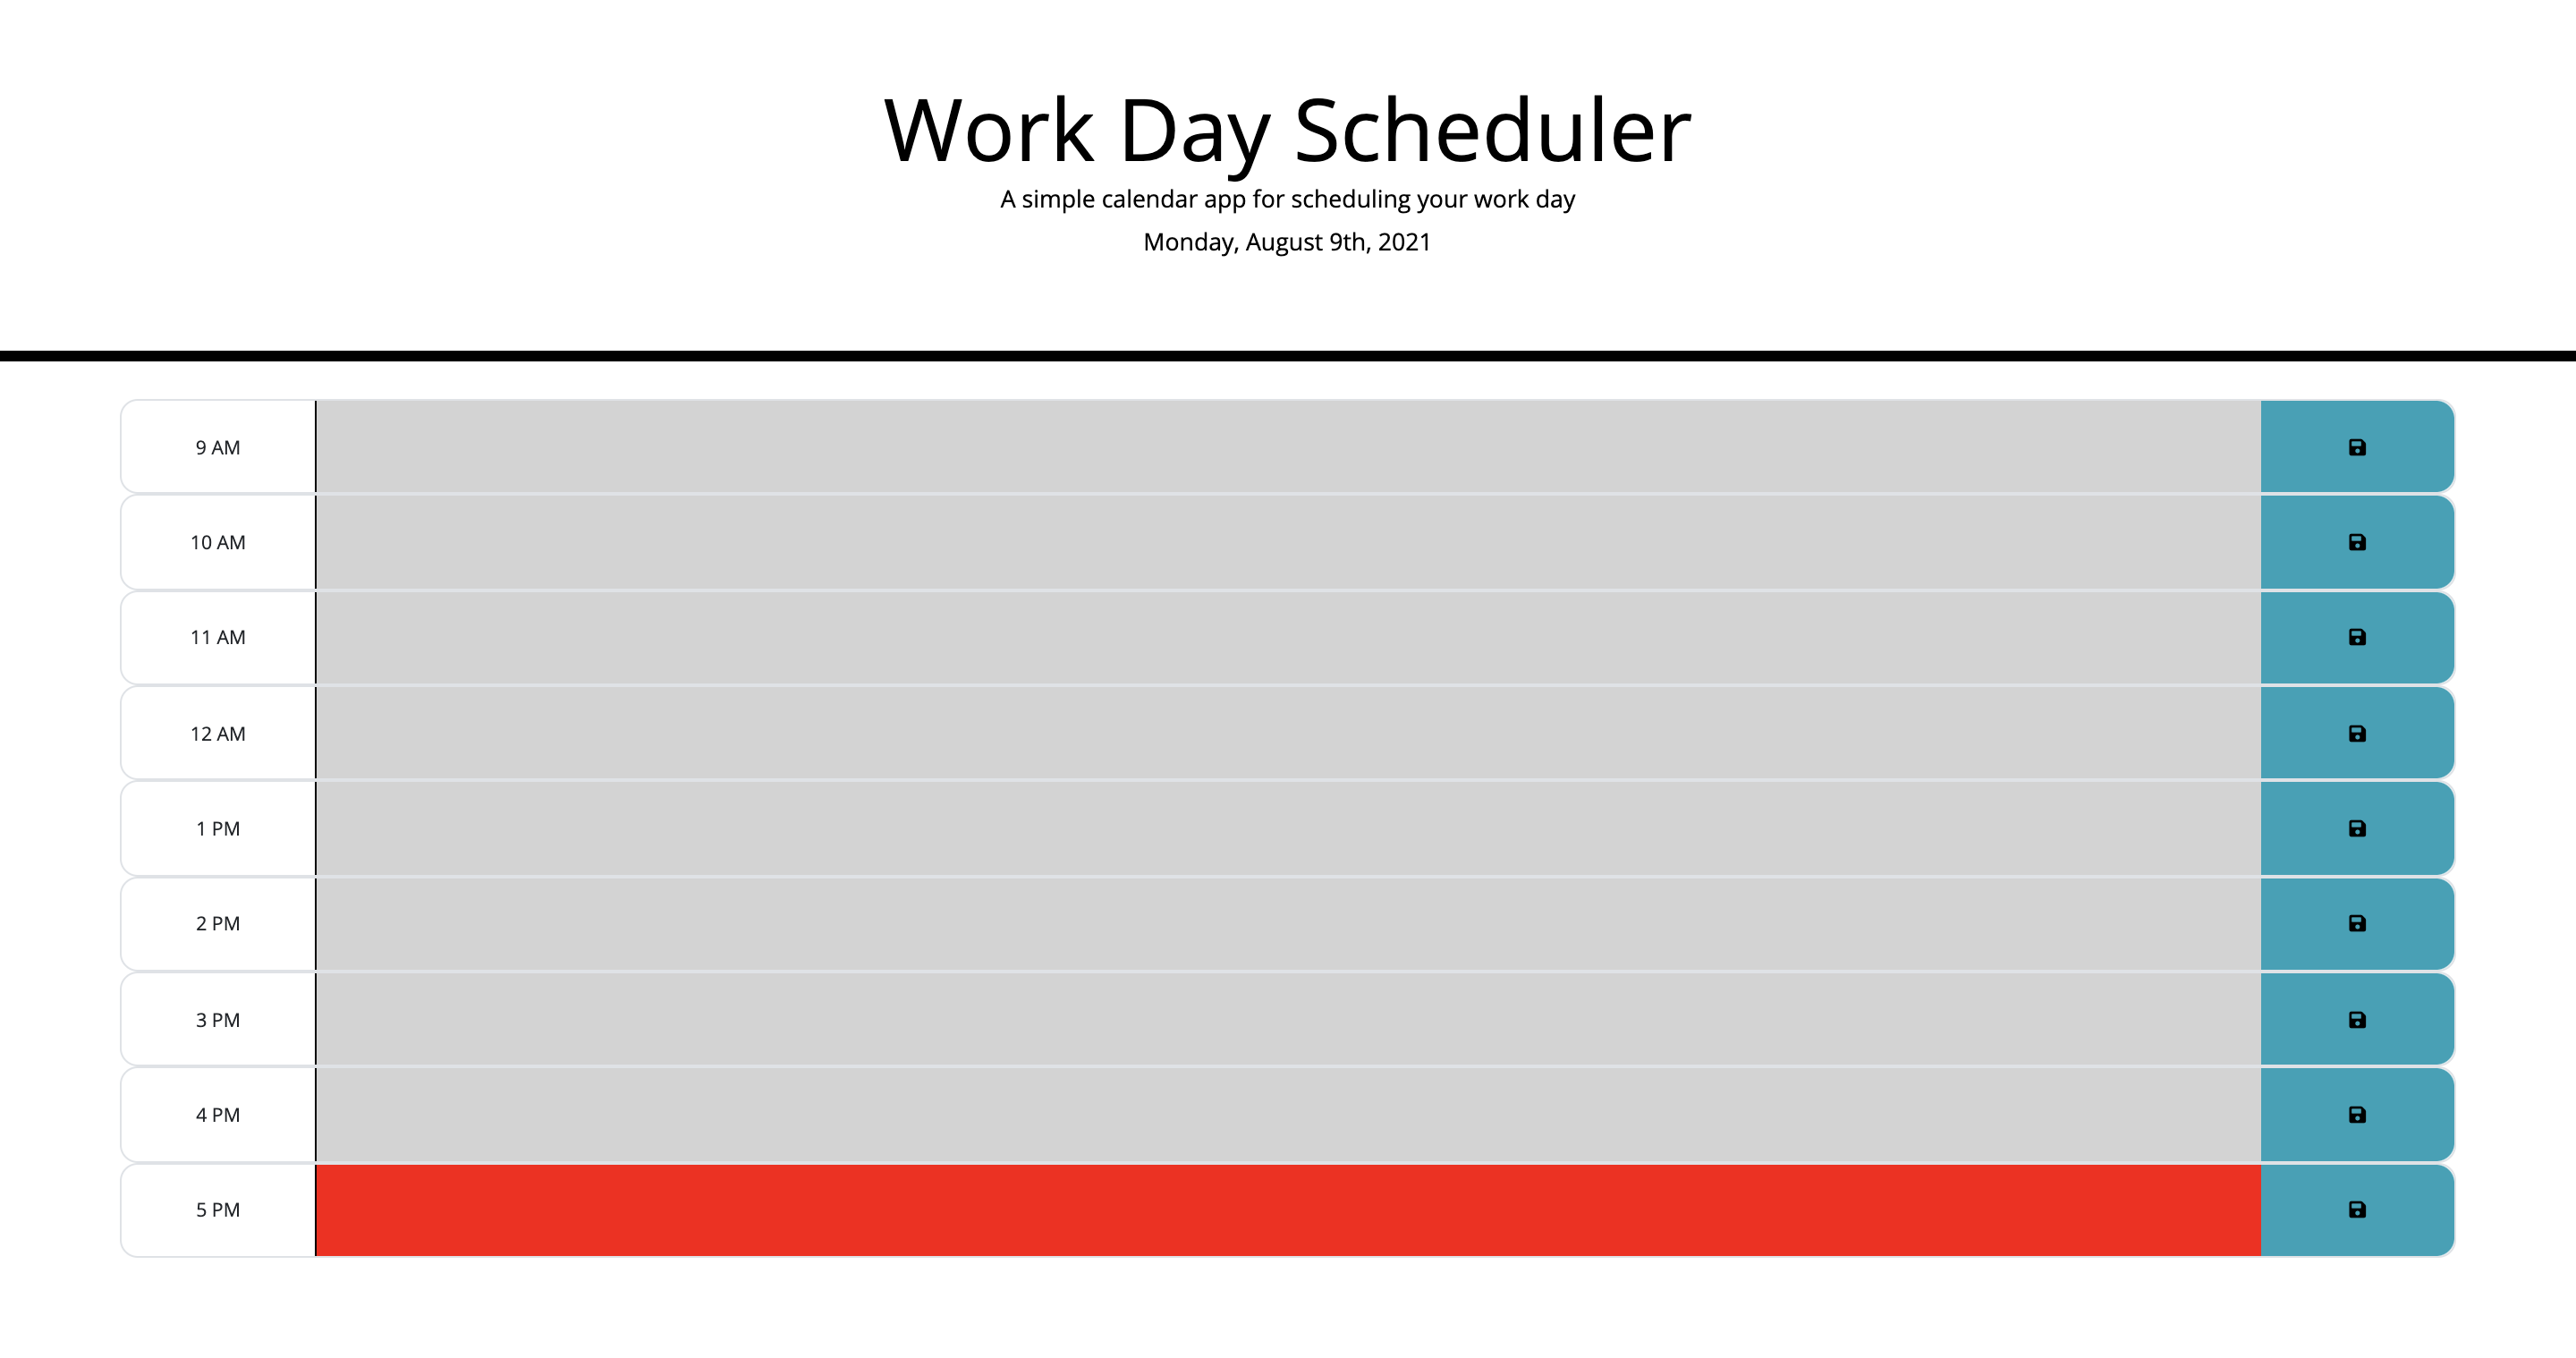 Work Day Scheduler
A simple calendar app for scheduling your work day
Monday, August 9th, 2021
9 AM
10 AM
11 AM
12 AM
1 PM
2 PM
3 PM
4 PM
5 PM